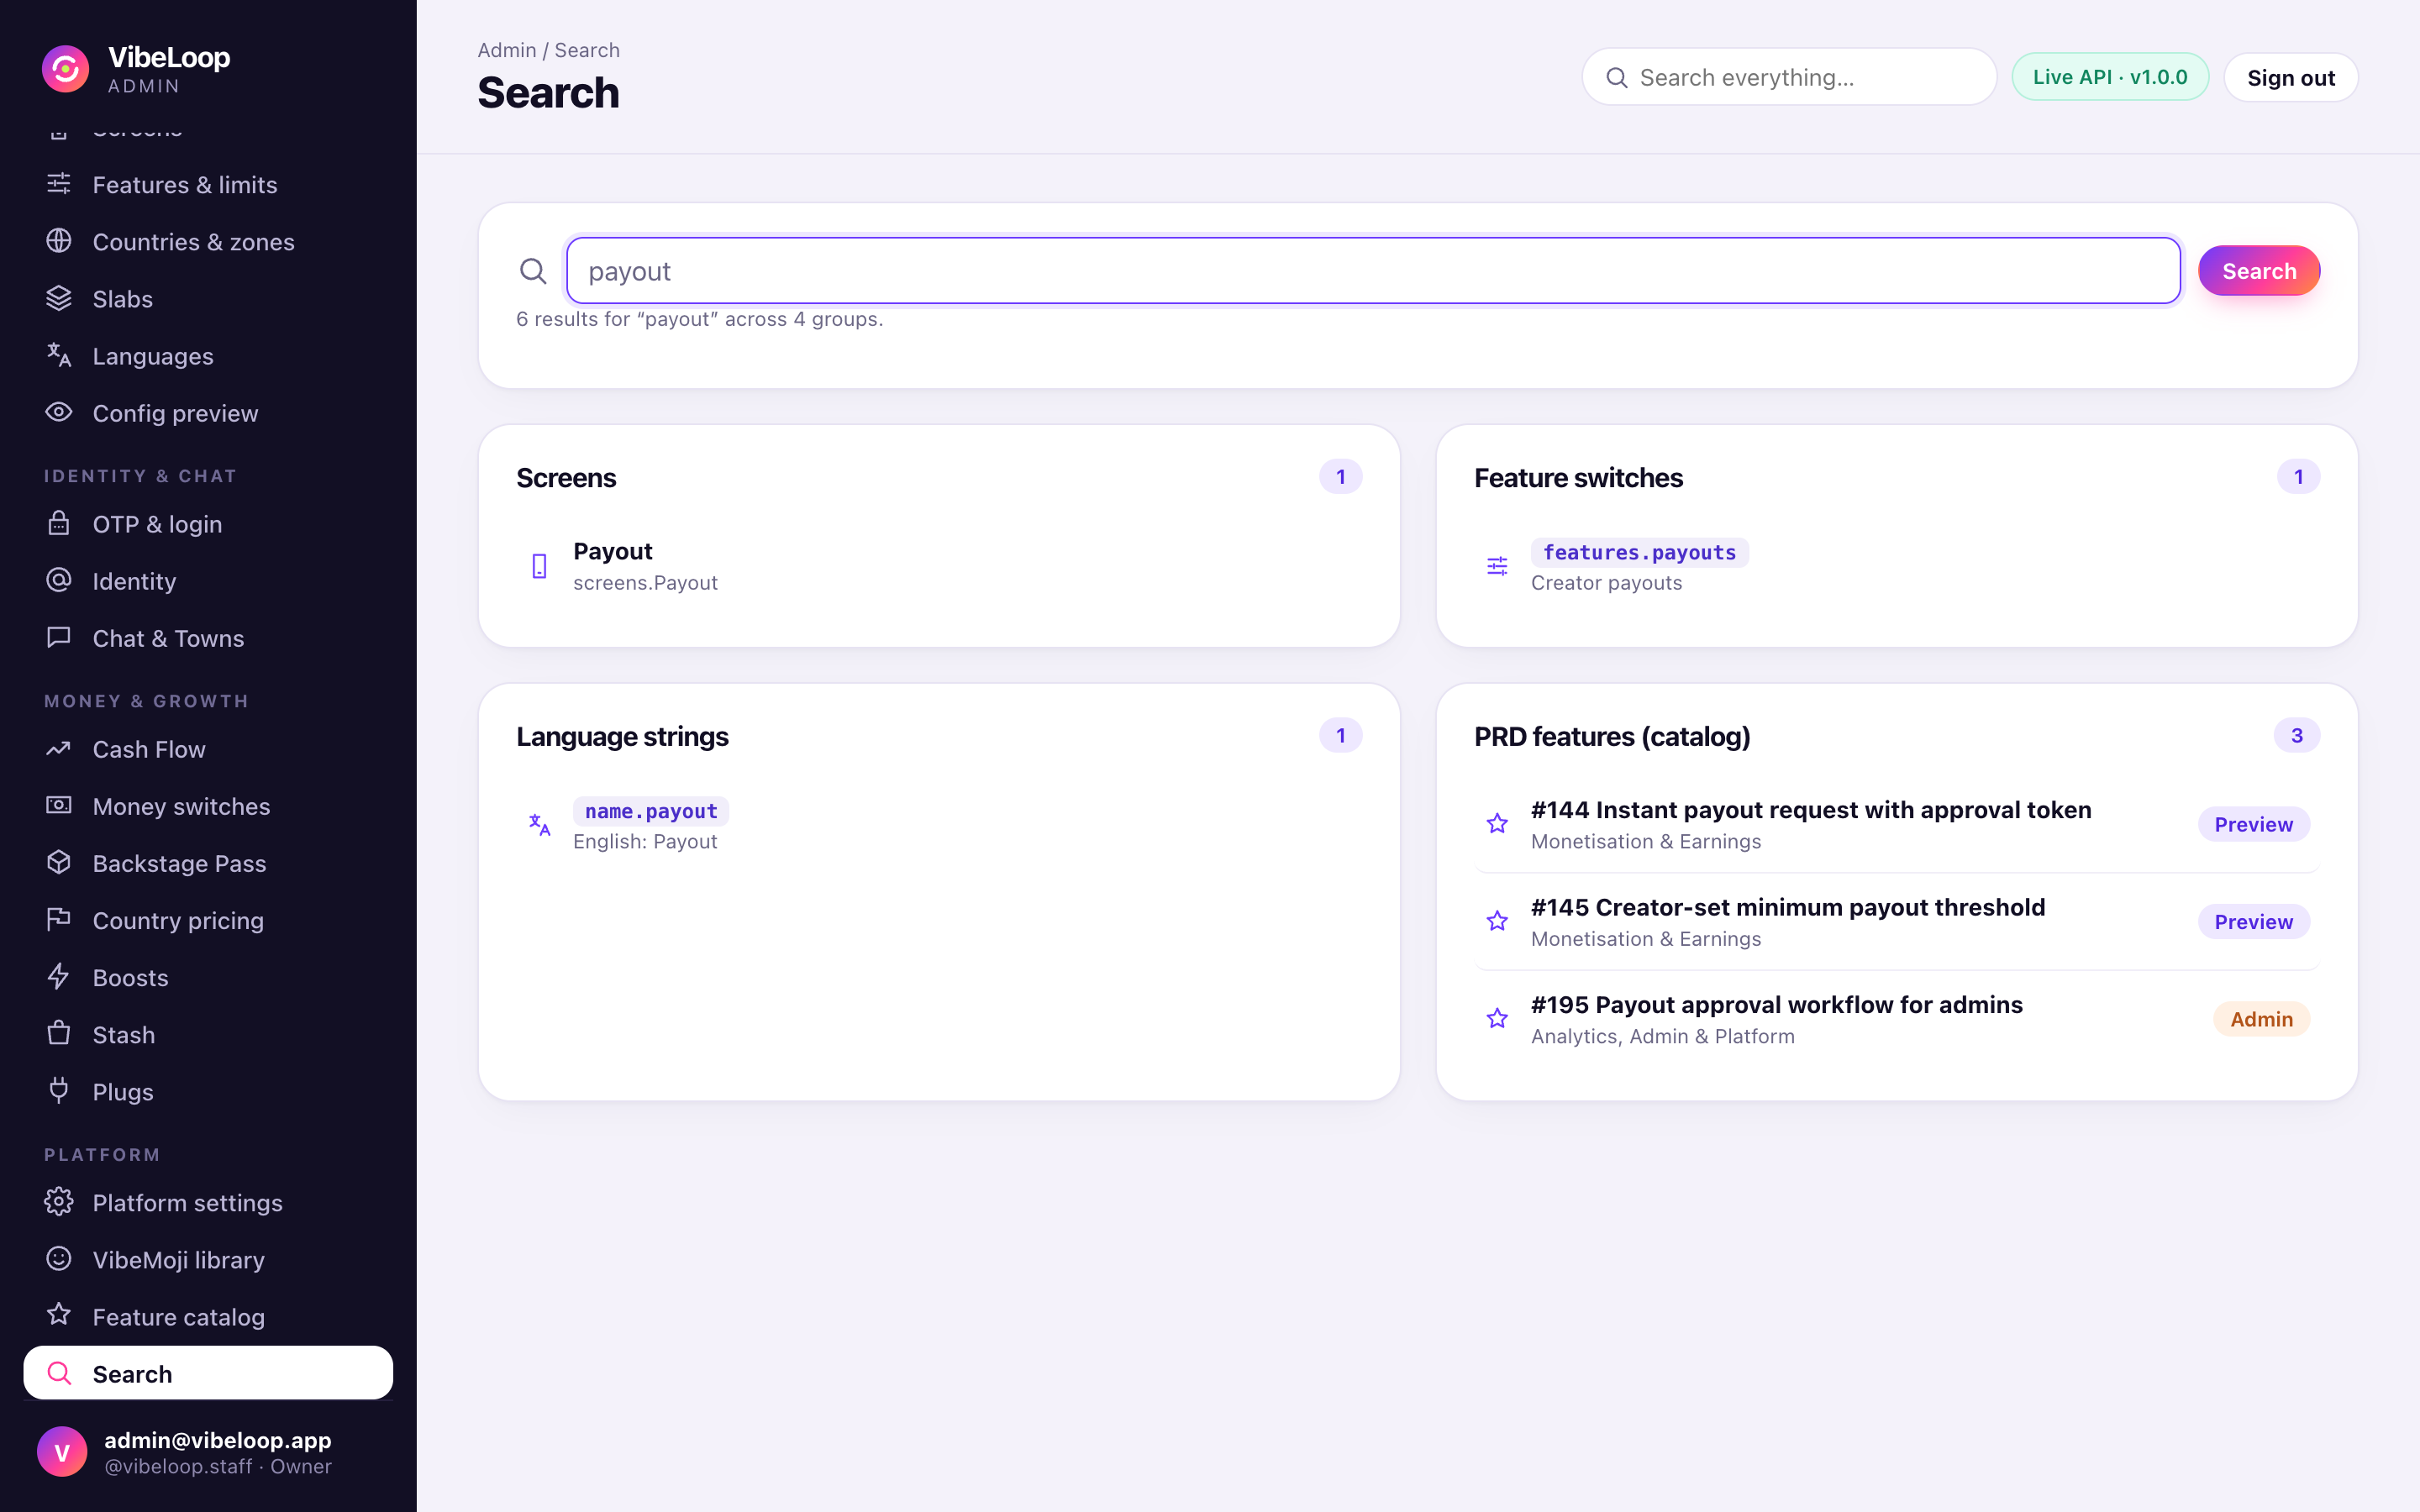 VibeLoop
ADMIN
Screens
Features & limits
Countries & zones
Slabs
Languages
Config preview
IDENTITY & CHAT
OTP & login
Identity
Chat & Towns
MONEY & GROWTH
Cash Flow
Money switches
Backstage Pass
Country pricing
Boosts
Stash
Plugs
PLATFORM
Platform settings
VibeMoji library
Feature catalog
Search
V
admin@vibeloop.app
@vibeloop.staff · Owner
Admin / Search
Search
Search everything...
Live API · v1.0.0
Sign out
payout
Search
6 results for “payout” across 4 groups.
Screens
1
Payout
screens.Payout
Feature switches
1
features.payouts
Creator payouts
Language strings
1
name.payout
English: Payout
PRD features (catalog)
3
#144 Instant payout request with approval token
Monetisation & Earnings
Preview
#145 Creator-set minimum payout threshold
Monetisation & Earnings
Preview
#195 Payout approval workflow for admins
Analytics, Admin & Platform
Admin